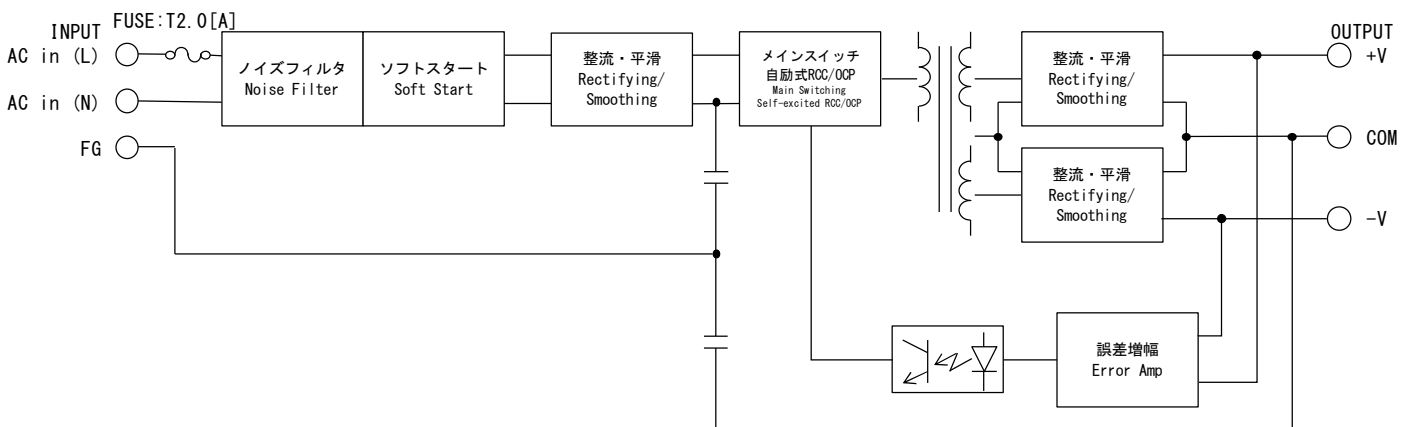 FUSE:T2.0[A]
INPUT
AC in (L)
AC in (N)
FG
ノイズフィルタ
Noise Filter
ソフトスタート
Soft Start
整流・平滑
Rectifying/
Smoothing
メインスイッチ
自励式RCC/OCP
Main Switching
Self-excited RCC/OCP
整流・平滑
Rectifying/
Smoothing
整流・平滑
Rectifying/
Smoothing
誤差増幅
Error Amp
OUTPUT
+V
COM
-V